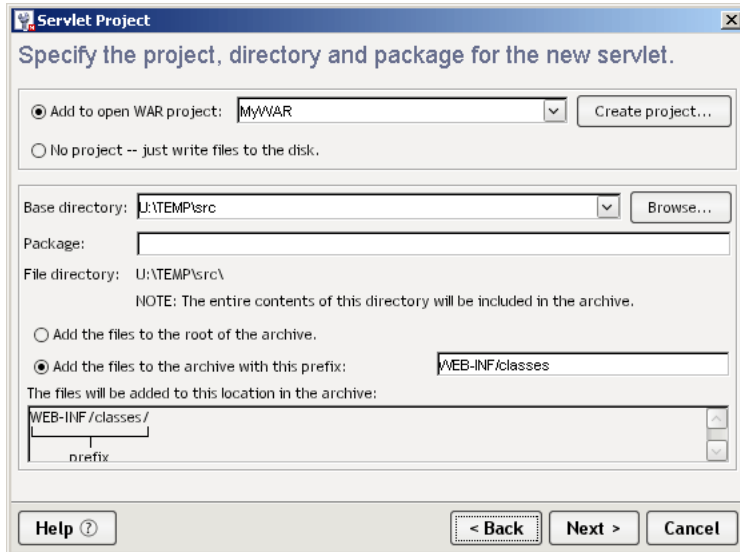 Servlet Project
Specify the project, directory and package for the new servlet.
Add to open WAR project: MyWAR Create project...
No project -- just write files to the disk.
Base directory: U:\TEMP\src Browse...
Package:
File directory: U:\TEMP\src\
NOTE: The entire contents of this directory will be included in the archive.
Add the files to the root of the archive.
Add the files to the archive with this prefix: WEB-INF/classes
The files will be added to this location in the archive:
WEB-INF/classes/
prefix
Help ? < Back Next > Cancel